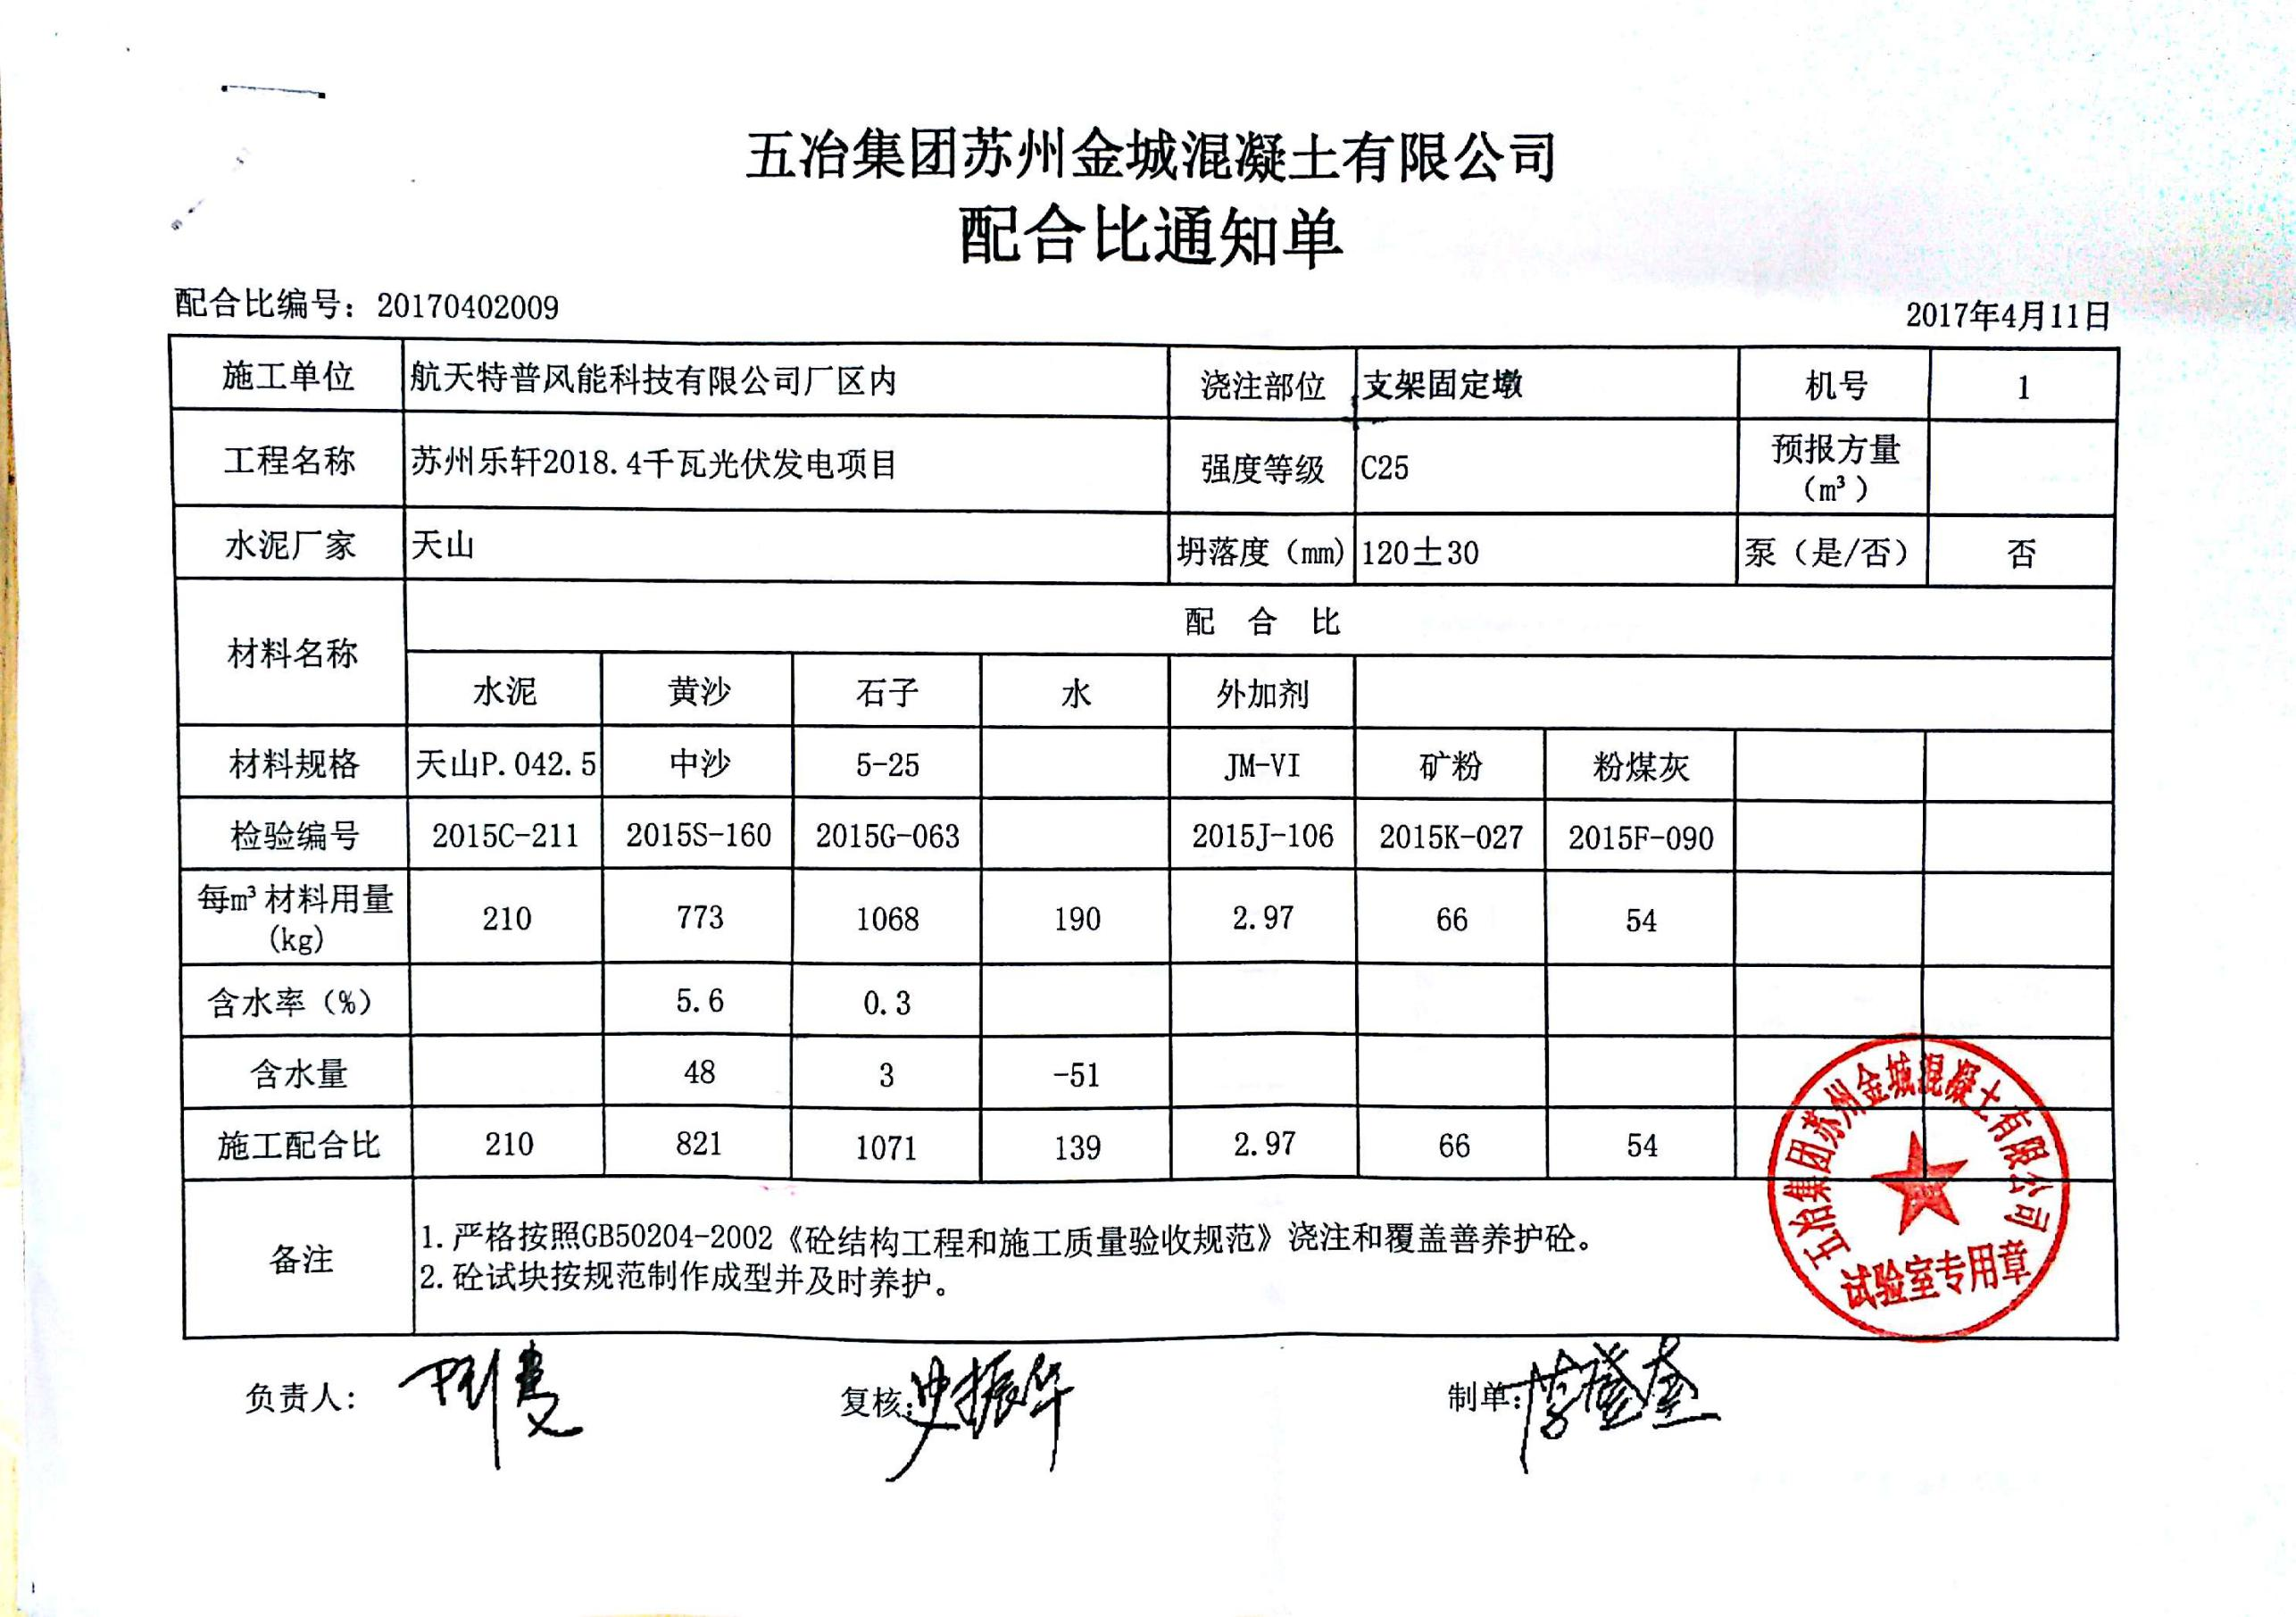 五冶集团苏州金城混凝土有限公司
配合比通知单
配合比编号：20170402009
2017年4月11日
施工单位 航天特普风能科技有限公司厂区内 浇注部位 支架固定墩 机号 1
工程名称 苏州乐轩2018.4千瓦光伏发电项目 强度等级 C25 预报方量（m³）
水泥厂家 天山 坍落度（mm） 120±30 泵（是/否） 否
材料名称 配 合 比
水泥 黄沙 石子 水 外加剂
材料规格 天山P.042.5 中沙 5-25 JM-VI 矿粉 粉煤灰
检验编号 2015C-211 2015S-160 2015G-063 2015J-106 2015K-027 2015F-090
每m³材料用量(kg) 210 773 1068 190 2.97 66 54
含水率（%） 5.6 0.3
含水量 48 3 -51
施工配合比 210 821 1071 139 2.97 66 54
备注
1.严格按照GB50204-2002《砼结构工程和施工质量验收规范》浇注和覆盖善养护砼。
2.砼试块按规范制作成型并及时养护。
五冶集团苏州金城混凝土有限公司
试验室专用章
负责人：
复核：史振华
制单：